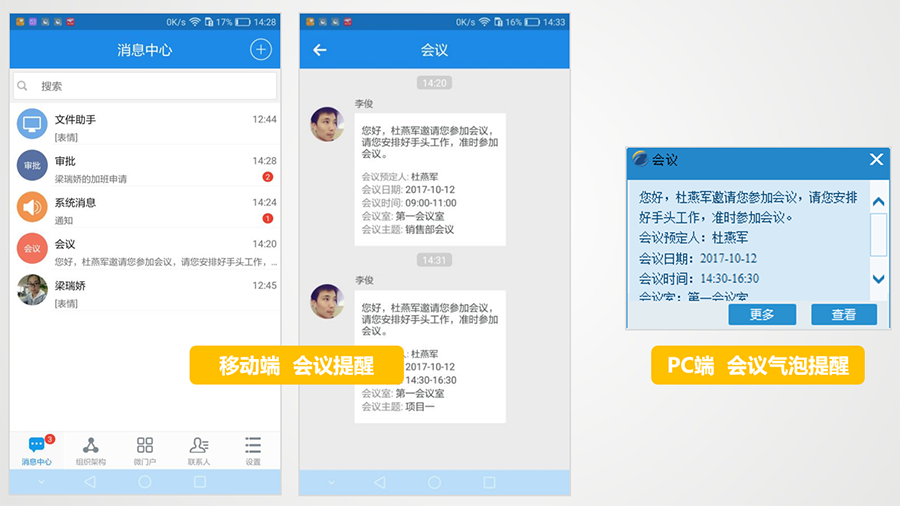 0K/s 17% 14:28
消息中心
搜索
文件助手 12:44
[表情]
审批 审批 14:28
梁瑞娇的加班申请 2
系统消息 14:24
通知 1
会议 会议 14:20
您好，杜燕军邀请您参加会议，请您安排好手头工作，...
梁瑞娇 12:45
[表情]
3
消息中心 组织架构 微门户 联系人 设置
0K/s 16% 14:33
会议
14:20
李俊
您好，杜燕军邀请您参加会议，
请您安排好手头工作，准时参加
会议。
会议预定人: 杜燕军
会议日期: 2017-10-12
会议时间: 09:00-11:00
会议室: 第一会议室
会议主题: 销售部会议
14:31
李俊
您好，杜燕军邀请您参加会议，
请您安排好手头工作，准时参加
会议。
人: 杜燕军
2017-10-12
14:30-16:30
会议室: 第一会议室
会议主题: 项目一
移动端 会议提醒
会议
您好，杜燕军邀请您参加会议，请您安排
好手头工作，准时参加会议。
会议预定人：杜燕军
会议日期：2017-10-12
会议时间：14:30-16:30
会议室：第一会议室
更多 查看
PC端 会议气泡提醒